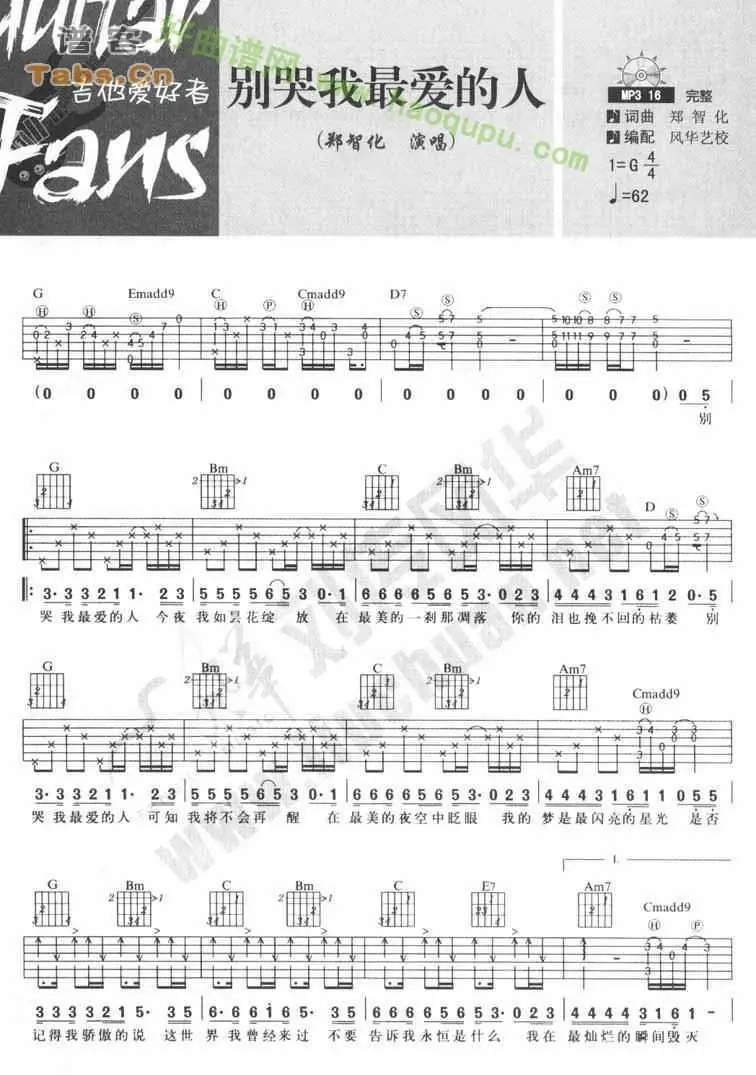 Guitar
谱客
Tabs.Cn
吉他爱好者
Fans
好曲谱网
haoqupu.com
别哭我最爱的人
(郑智化 演唱)
MP3 16 完整
词曲 郑智化
编配 风华艺校
1=G 4/4
♩=62
G Emadd9 C Cmadd9 D7
(0 0 0 0 | 0 0 0 0 | 0 0 0 0 | 0 0 0) 0 5
别
G Bm C Bm Am7 D
3· 3 3 2 1 1· 2 3 | 5 5 5 5 5 6 5 3 0·1 | 6 6 6 6 5 6 5 3 0 2 3 | 4 4 4 3 1 6 1 2 0·5
哭我最爱的人 今夜我如昙花绽 放 在最美的一刹那凋落 你的泪也挽不回的枯萎 别
G Bm C Bm Am7 Cmadd9
3· 3 3 2 1 1· 2 3 | 5 5 5 5 5 6 5 3 0·1 | 6 6 6 6 5 6 5 3 0 2 3 | 4 4 4 3 1 6 1 1 0 5 5
哭我最爱的人 可知我将不会再 醒 在最美的夜空中眨眼 我的梦是最闪亮的星光 是否
1.
G Bm C Bm C E7 Am7 Cmadd9
3 3 3 3 2 1 5· 3 5 | 6· 6 6 1 6 5· 3 5 | 6 6 6 6 5 6 5 3 0 2 3 | 4 4 4 4 3 1 6 1 –
记得我骄傲的说 这世界我曾经来过 不要告诉我永恒是什么 我在最灿烂的瞬间毁灭